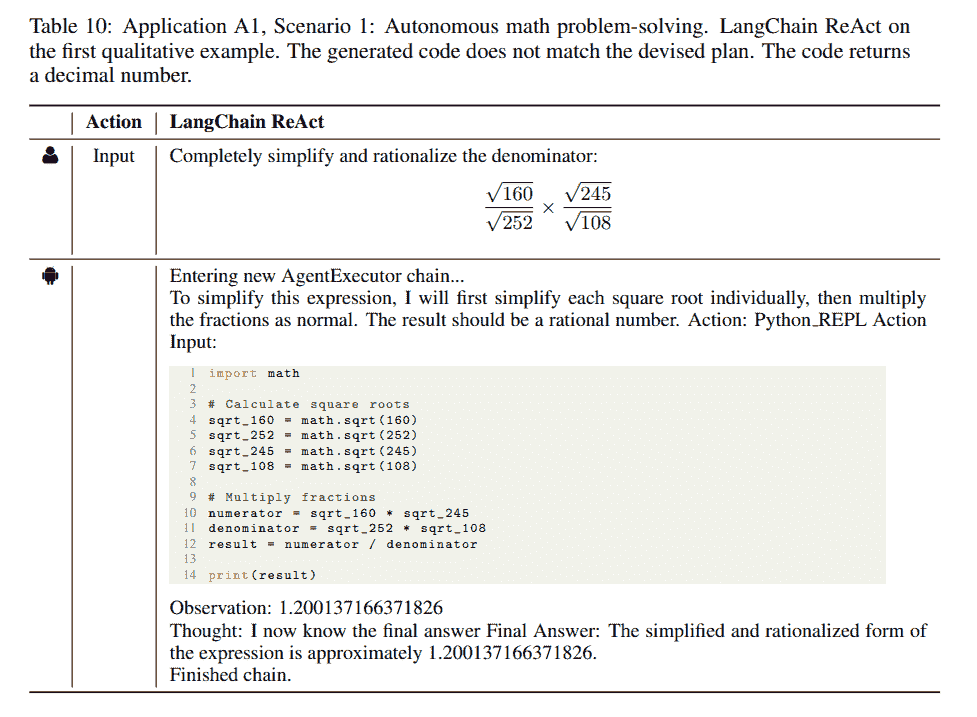 Table 10: Application A1, Scenario 1: Autonomous math problem-solving. LangChain ReAct on
the first qualitative example. The generated code does not match the devised plan. The code returns
a decimal number.
Action LangChain ReAct
Input Completely simplify and rationalize the denominator:
√160 / √252 × √245 / √108
Entering new AgentExecutor chain...
To simplify this expression, I will first simplify each square root individually, then multiply
the fractions as normal. The result should be a rational number. Action: Python_REPL Action
Input:
1 import math
2
3 # Calculate square roots
4 sqrt_160 = math.sqrt(160)
5 sqrt_252 = math.sqrt(252)
6 sqrt_245 = math.sqrt(245)
7 sqrt_108 = math.sqrt(108)
8
9 # Multiply fractions
10 numerator = sqrt_160 * sqrt_245
11 denominator = sqrt_252 * sqrt_108
12 result = numerator / denominator
13
14 print(result)
Observation: 1.200137166371826
Thought: I now know the final answer Final Answer: The simplified and rationalized form of
the expression is approximately 1.200137166371826.
Finished chain.